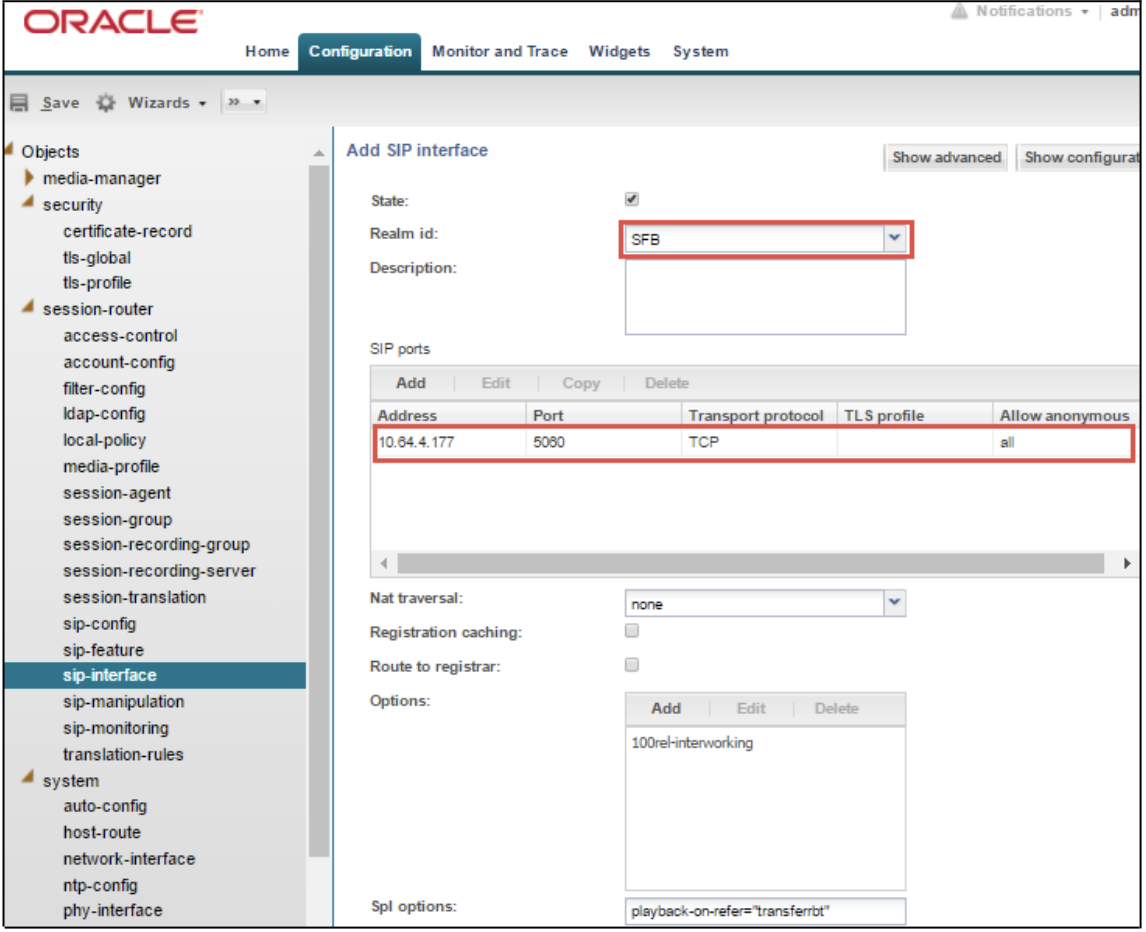 ORACLE
Notifications | adm
Home Configuration Monitor and Trace Widgets System
Save Wizards »
Objects
media-manager
security
certificate-record
tls-global
tls-profile
session-router
access-control
account-config
filter-config
ldap-config
local-policy
media-profile
session-agent
session-group
session-recording-group
session-recording-server
session-translation
sip-config
sip-feature
sip-interface
sip-manipulation
sip-monitoring
translation-rules
system
auto-config
host-route
network-interface
ntp-config
phy-interface
Add SIP interface
Show advanced Show configurat
State:
Realm id: SFB
Description:
SIP ports
Add Edit Copy Delete
Address Port Transport protocol TLS profile Allow anonymous
10.64.4.177 5060 TCP all
Nat traversal: none
Registration caching:
Route to registrar:
Options: Add Edit Delete
100rel-interworking
Spl options: playback-on-refer="transferrbt"